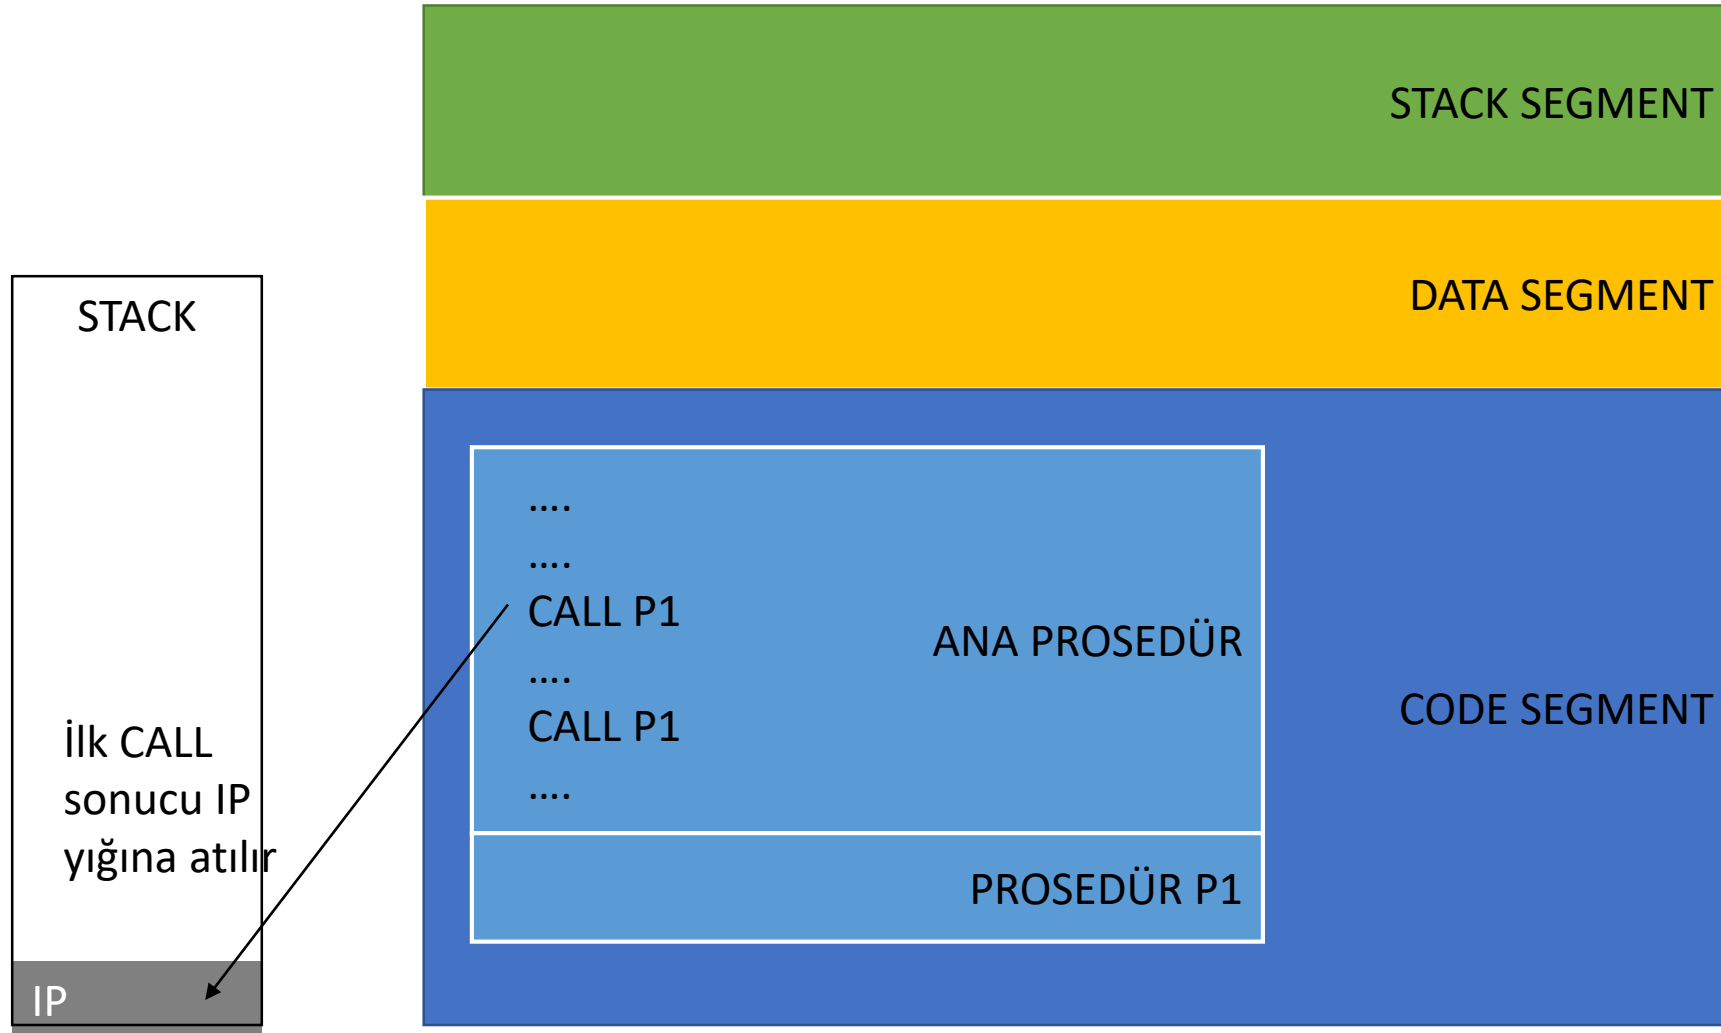 STACK SEGMENT
DATA SEGMENT
STACK
İlk CALL
sonucu IP
yığına atılır
IP
....
....
CALL P1
....
CALL P1
....
ANA PROSEDÜR
PROSEDÜR P1
CODE SEGMENT